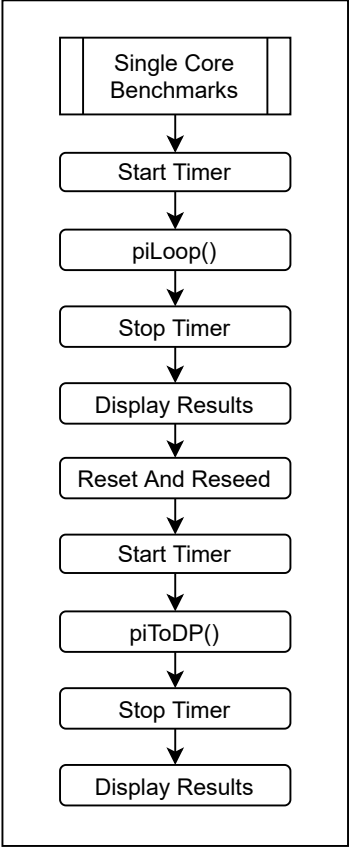 Single Core
Benchmarks
Start Timer
piLoop()
Stop Timer
Display Results
Reset And Reseed
Start Timer
piToDP()
Stop Timer
Display Results